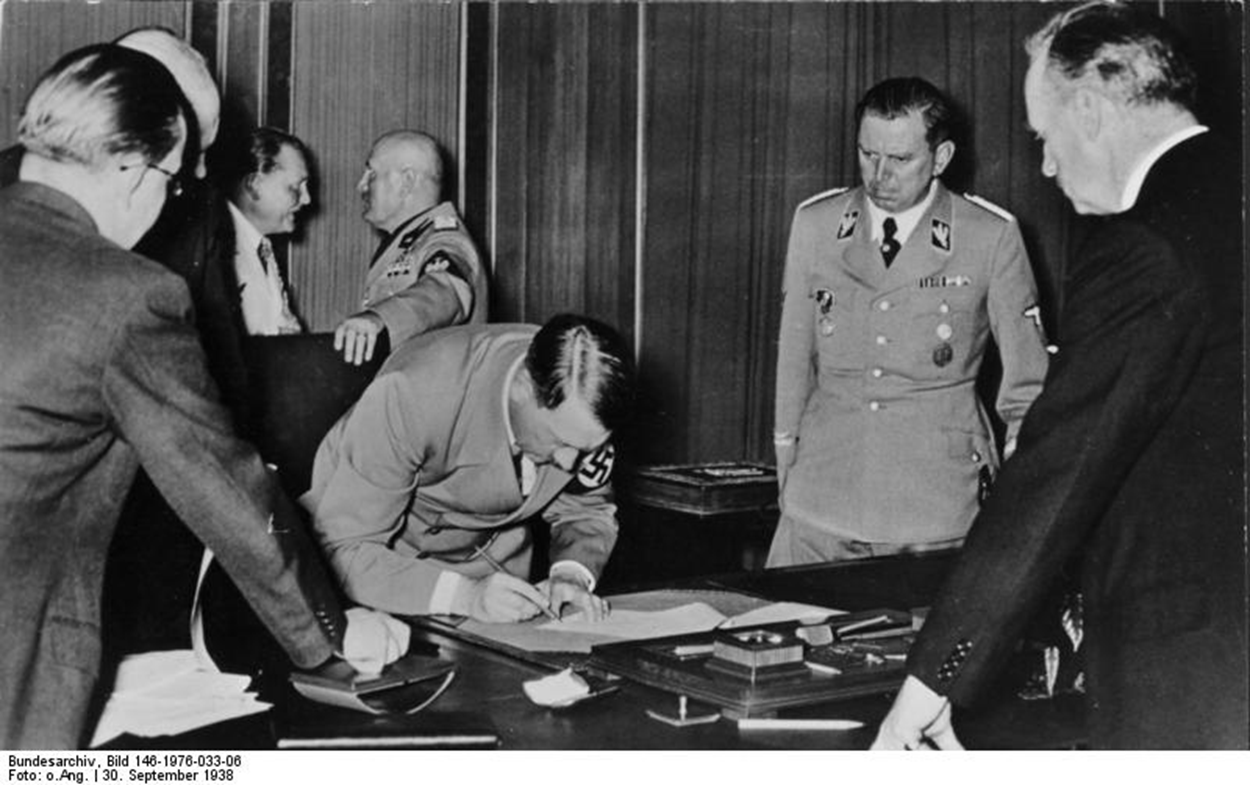 Bundesarchiv, Bild 146-1976-033-06
Foto: o.Ang. | 30. September 1938